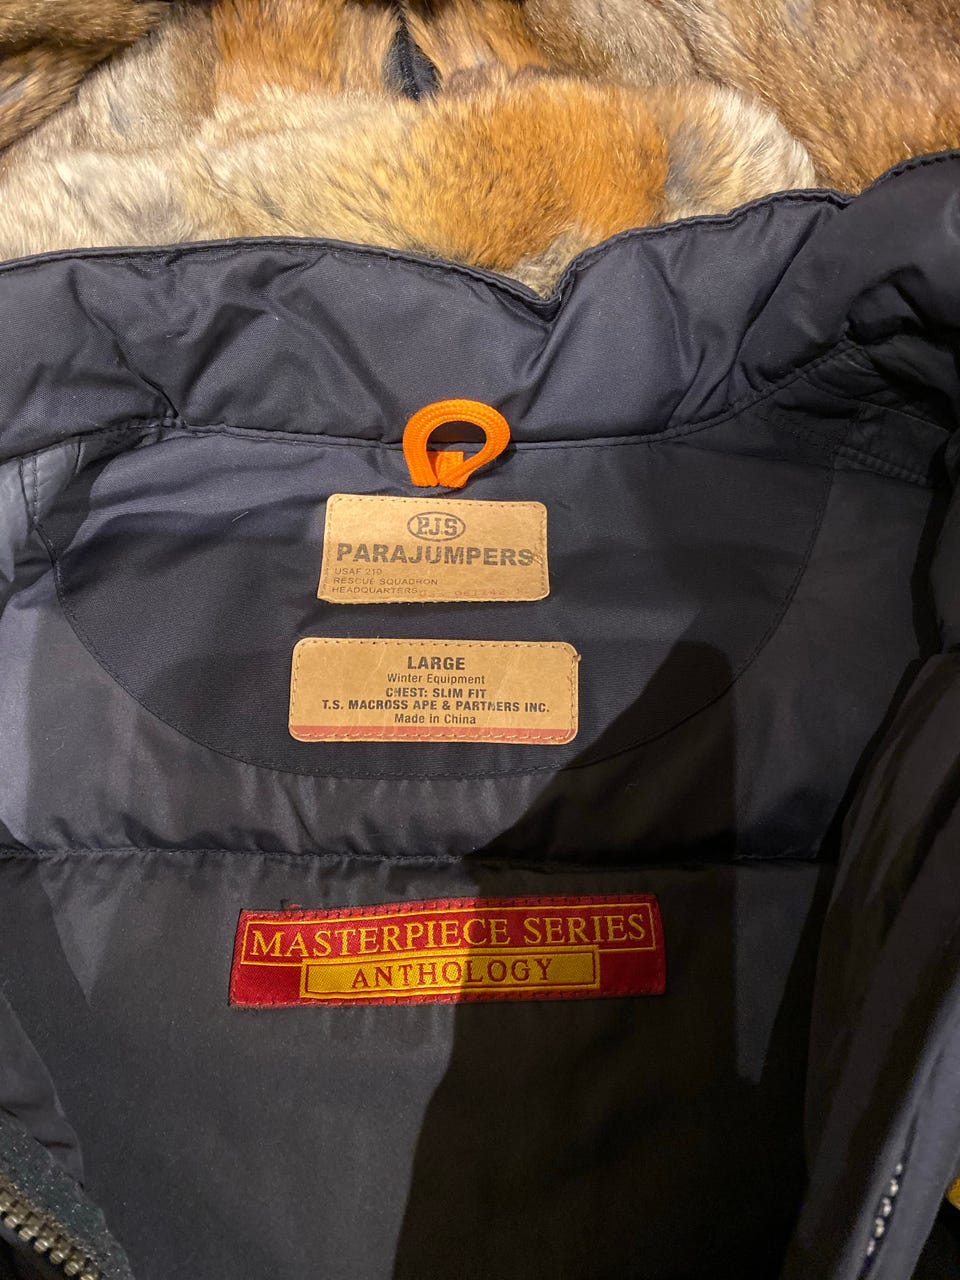 P.J.S
PARAJUMPERS
USAF 210
RESCUE SQUADRON
HEADQUARTERS
LARGE
Winter Equipment
CHEST: SLIM FIT
T.S. MACROSS APE & PARTNERS INC.
Made in China
MASTERPIECE SERIES
ANTHOLOGY